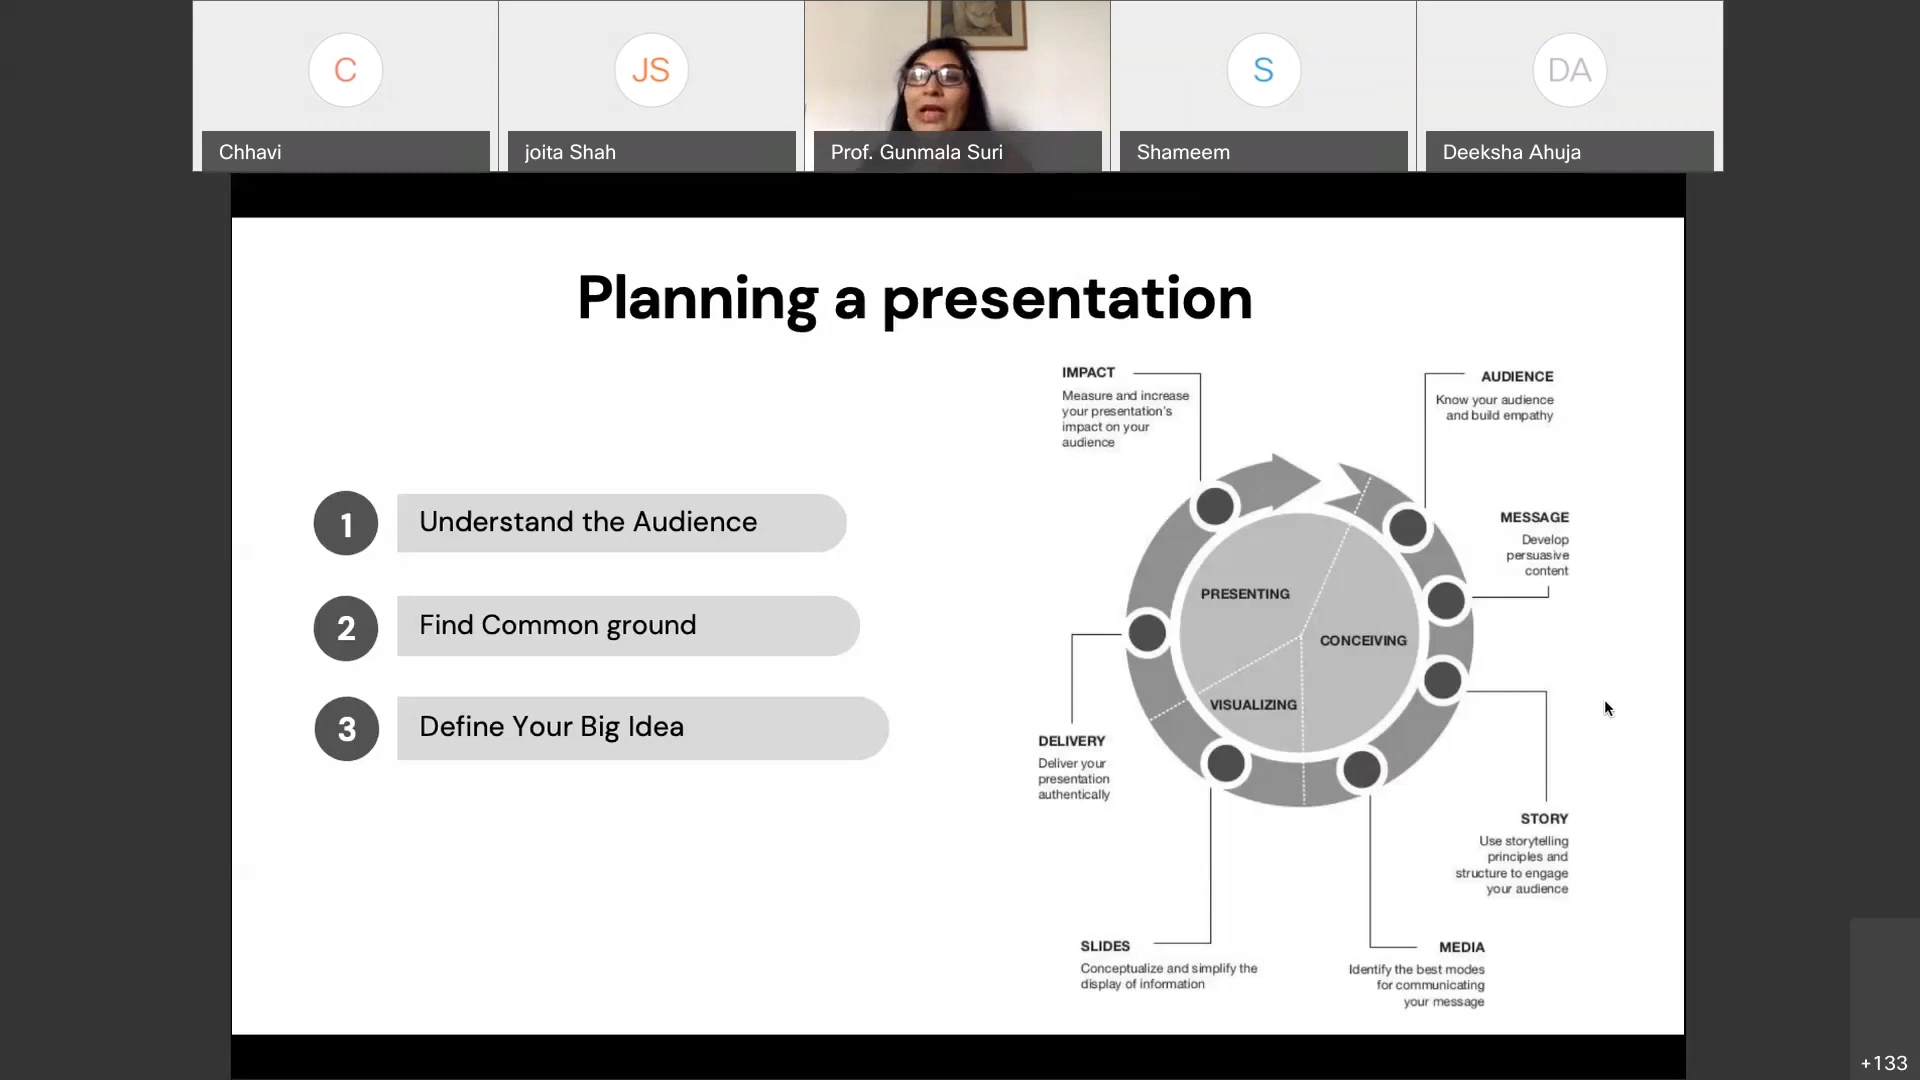 C
JS
S
DA
Chhavi
joita Shah
Prof. Gunmala Suri
Shameem
Deeksha Ahuja
Planning a presentation
1
Understand the Audience
2
Find Common ground
3
Define Your Big Idea
IMPACT
Measure and increase
your presentation's
impact on your
audience
AUDIENCE
Know your audience
and build empathy
MESSAGE
Develop
persuasive
content
PRESENTING
CONCEIVING
VISUALIZING
DELIVERY
Deliver your
presentation
authentically
STORY
Use storytelling
principles and
structure to engage
your audience
SLIDES
Conceptualize and simplify the
display of information
MEDIA
Identify the best modes
for communicating
your message
+133